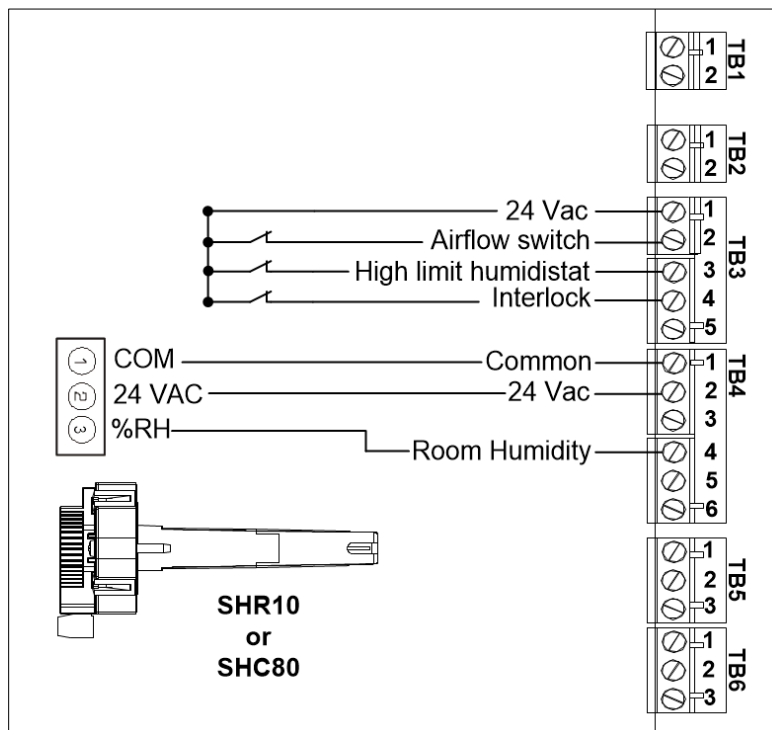 1
2
TB1
1
2
TB2
24 Vac 1
Airflow switch 2
High limit humidistat 3
Interlock 4
5
TB3
1 COM Common 1
2 24 VAC 24 Vac 2
3 %RH 3
Room Humidity 4
5
6
TB4
SHR10
or
SHC80
1
2
3
TB5
1
2
3
TB6